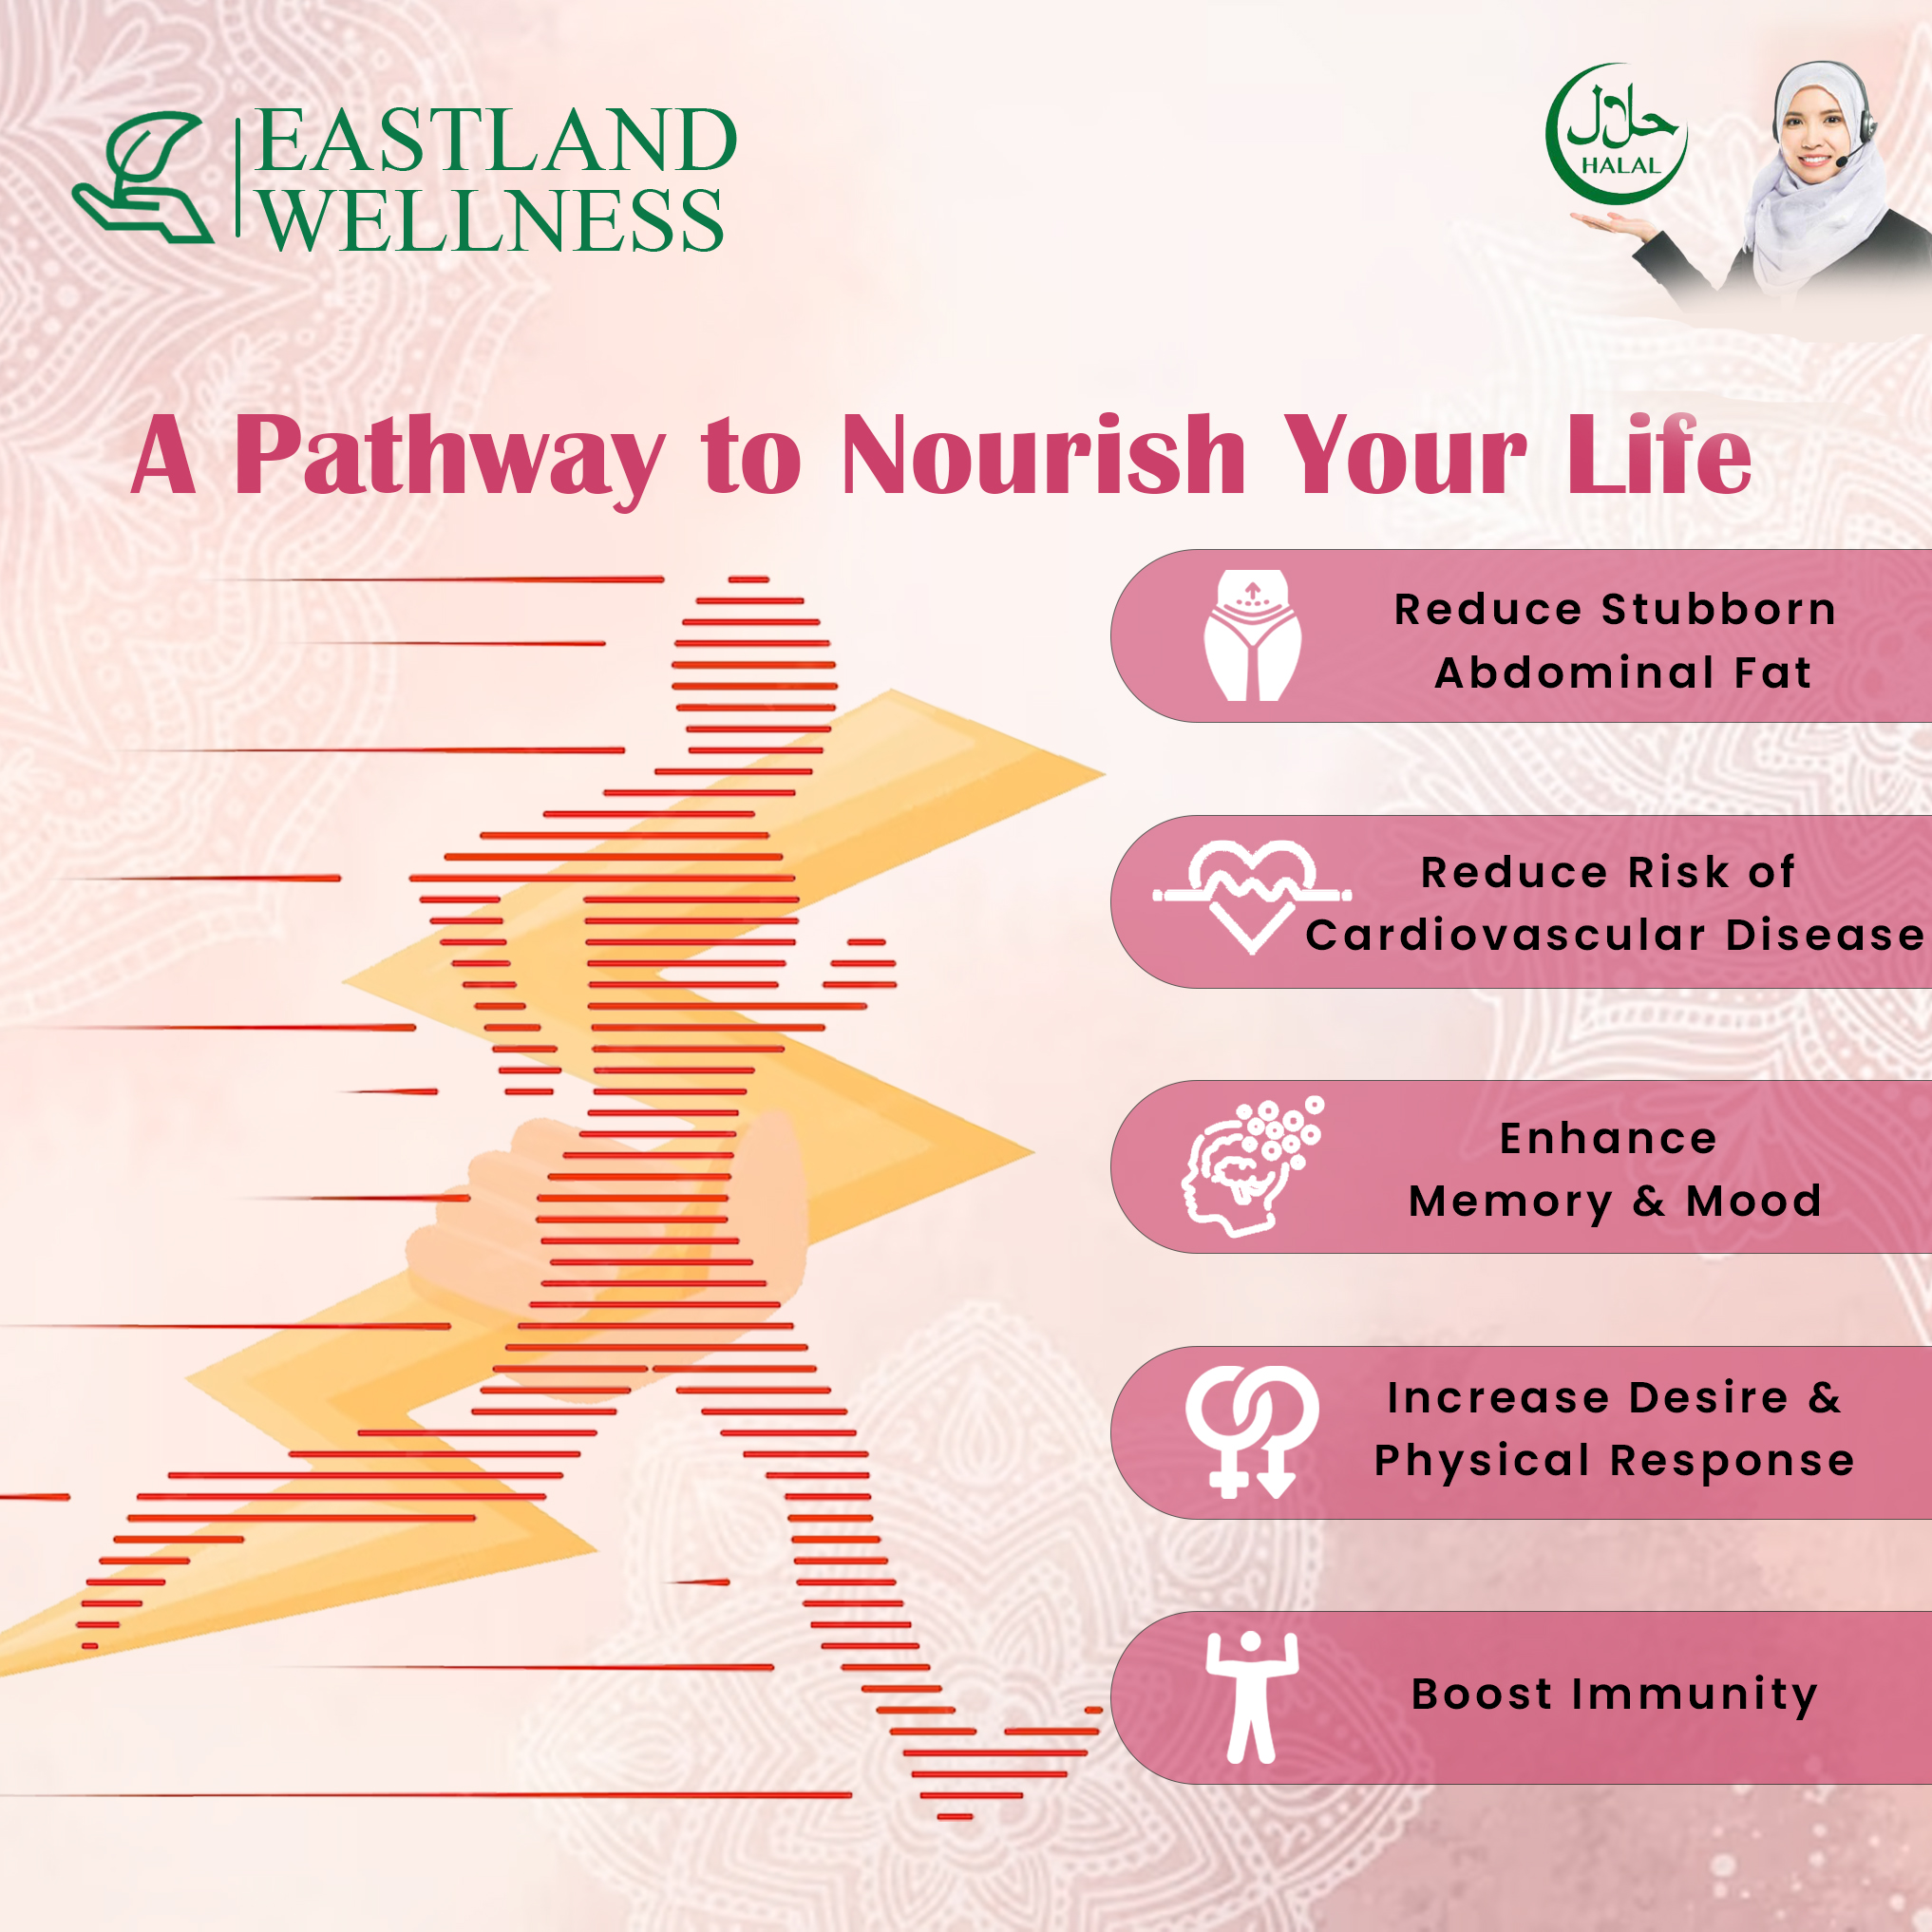 EASTLAND
WELLNESS
حلال
HALAL
A Pathway to Nourish Your Life
Reduce Stubborn
Abdominal Fat
Reduce Risk of
Cardiovascular Disease
Enhance
Memory & Mood
Increase Desire &
Physical Response
Boost Immunity